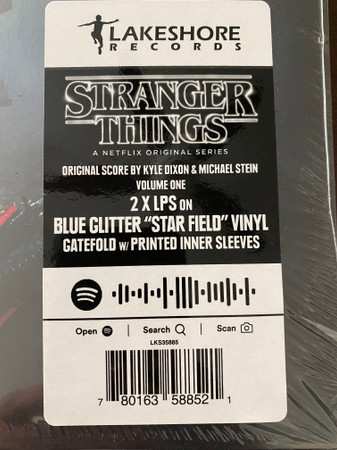 LAKESHORE
RECORDS
STRANGER
THINGS
A NETFLIX ORIGINAL SERIES
ORIGINAL SCORE BY KYLE DIXON & MICHAEL STEIN
VOLUME ONE
2 X LPS ON
BLUE GLITTER “STAR FIELD” VINYL
GATEFOLD W/ PRINTED INNER SLEEVES
Open | Search | Scan
LKS35885
7 80163 58852 1